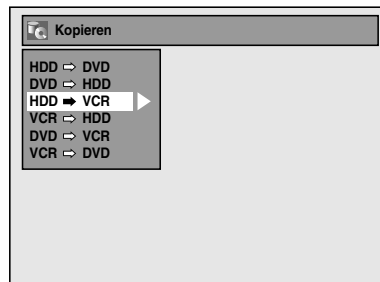 Kopieren
HDD ⇨ DVD
DVD ⇨ HDD
HDD ➡ VCR
VCR ⇨ HDD
DVD ⇨ VCR
VCR ⇨ DVD